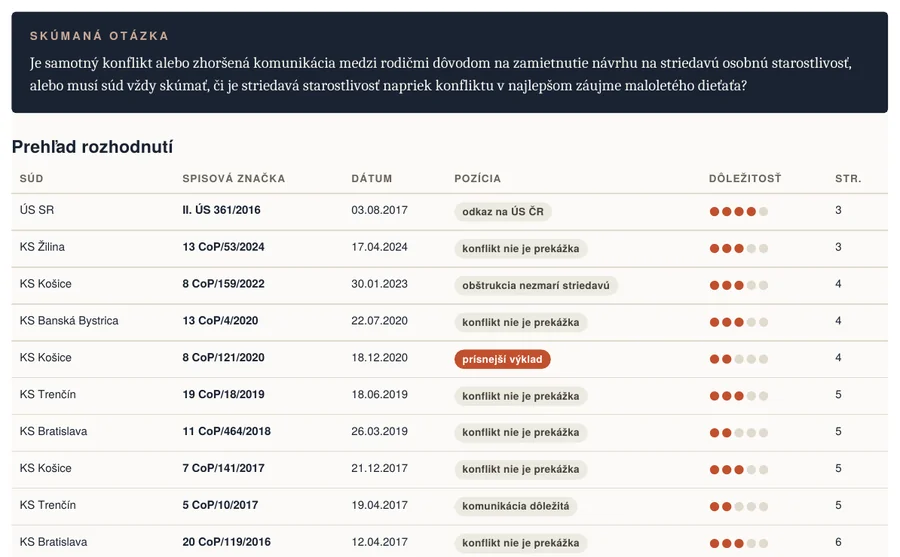 SKÚMANÁ OTÁZKA
Je samotný konflikt alebo zhoršená komunikácia medzi rodičmi dôvodom na zamietnutie návrhu na striedavú osobnú starostlivosť,
alebo musí súd vždy skúmať, či je striedavá starostlivosť napriek konfliktu v najlepšom záujme maloletého dieťaťa?
Prehľad rozhodnutí
SÚD SPISOVÁ ZNAČKA DÁTUM POZÍCIA DÔLEŽITOSŤ STR.
ÚS SR II. ÚS 361/2016 03.08.2017 odkaz na ÚS ČR 3
KS Žilina 13 CoP/53/2024 17.04.2024 konflikt nie je prekážka 3
KS Košice 8 CoP/159/2022 30.01.2023 obštrukcia nezmarí striedavú 4
KS Banská Bystrica 13 CoP/4/2020 22.07.2020 konflikt nie je prekážka 4
KS Košice 8 CoP/121/2020 18.12.2020 prísnejší výklad 4
KS Trenčín 19 CoP/18/2019 18.06.2019 konflikt nie je prekážka 5
KS Bratislava 11 CoP/464/2018 26.03.2019 konflikt nie je prekážka 5
KS Košice 7 CoP/141/2017 21.12.2017 konflikt nie je prekážka 5
KS Trenčín 5 CoP/10/2017 19.04.2017 komunikácia dôležitá 5
KS Bratislava 20 CoP/119/2016 12.04.2017 konflikt nie je prekážka 6